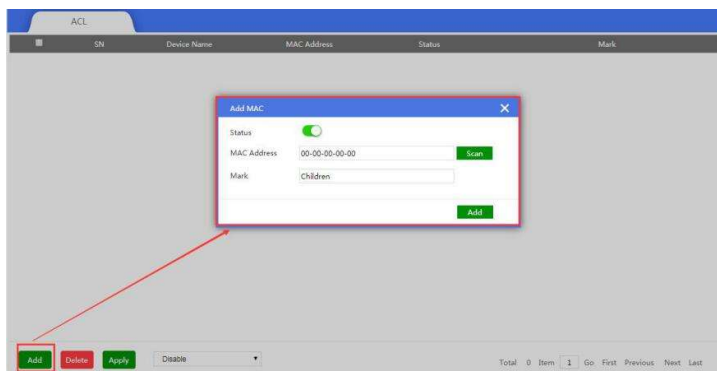 ACL
SN Device Name MAC Address Status Mark
Add MAC
Status
MAC Address 00-00-00-00-00 Scan
Mark Children
Add
Add Delete Apply Disable Total 0 Item 1 Go First Previous Next Last